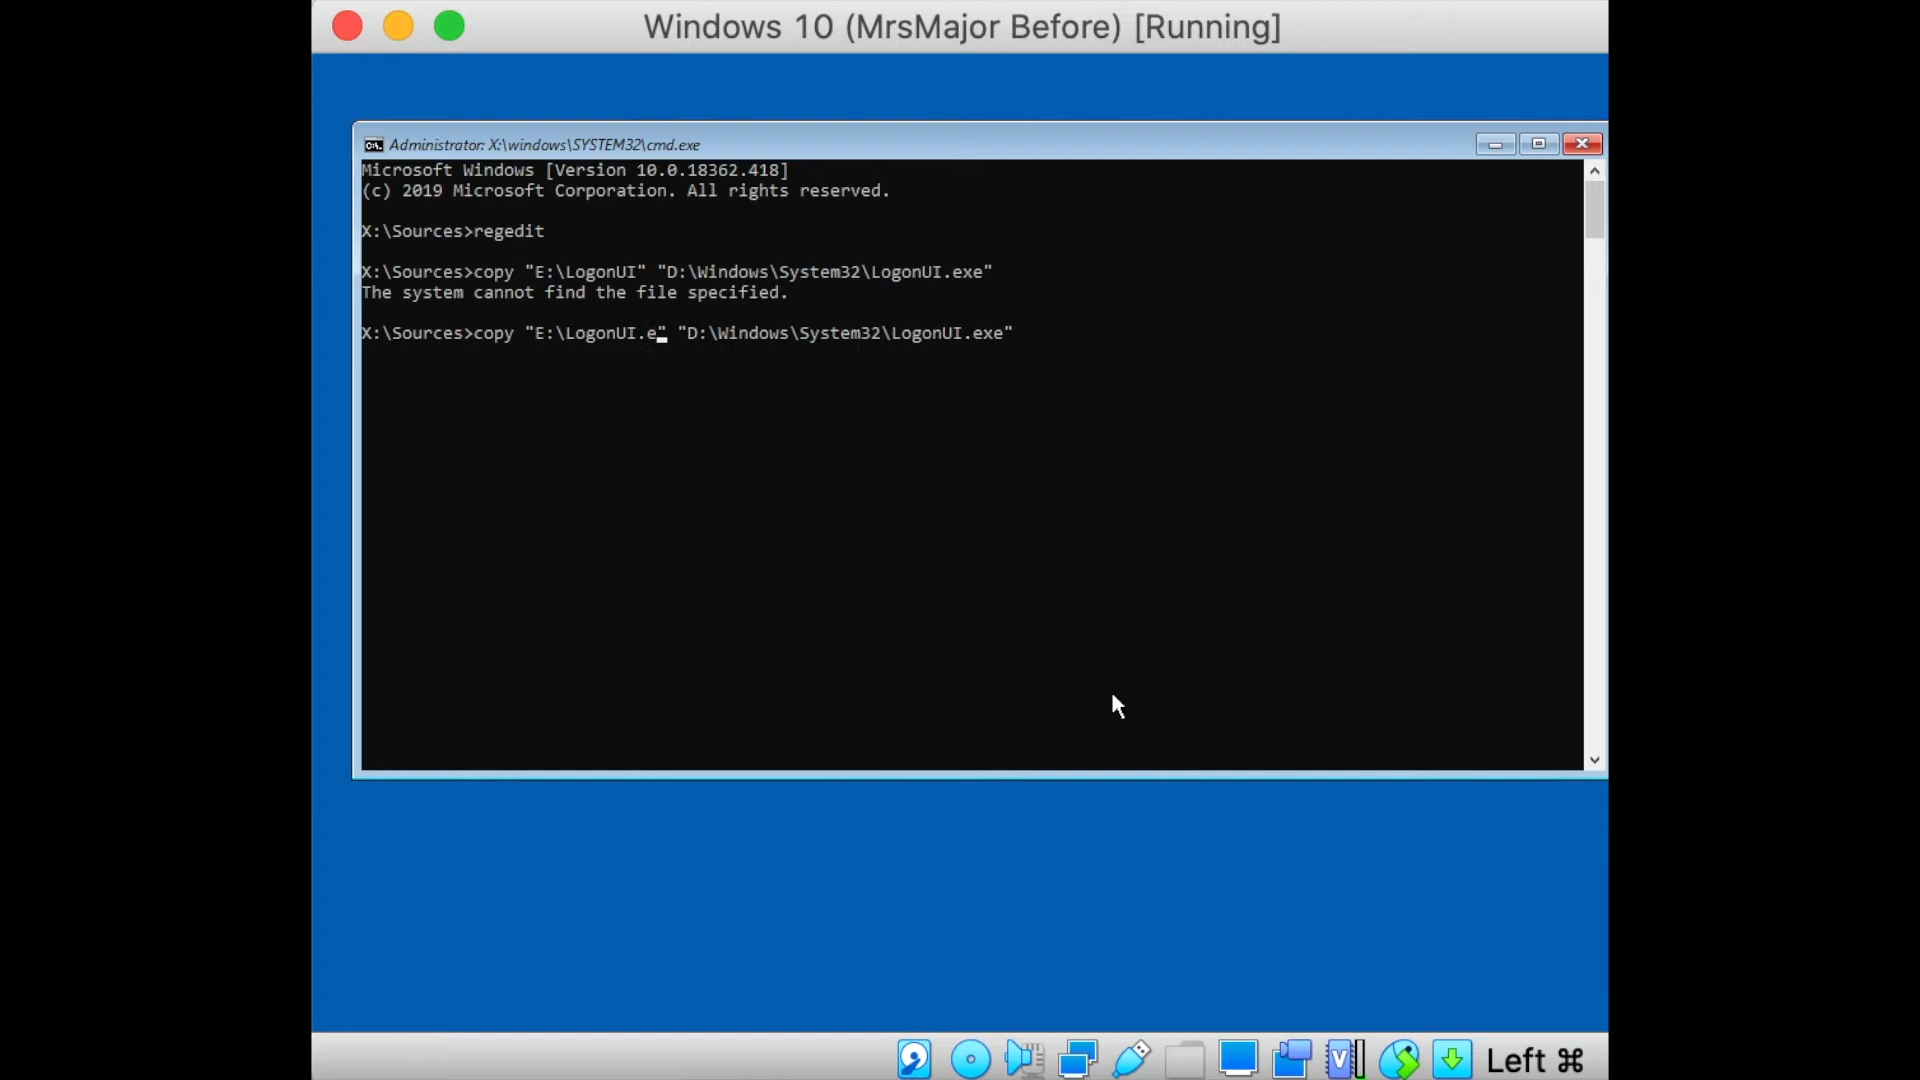 Windows 10 (MrsMajor Before) [Running]
Administrator: X:\windows\SYSTEM32\cmd.exe
Microsoft Windows [Version 10.0.18362.418]
(c) 2019 Microsoft Corporation. All rights reserved.
X:\Sources>regedit
X:\Sources>copy "E:\LogonUI" "D:\Windows\System32\LogonUI.exe"
The system cannot find the file specified.
X:\Sources>copy "E:\LogonUI.e" "D:\Windows\System32\LogonUI.exe"
Left ⌘